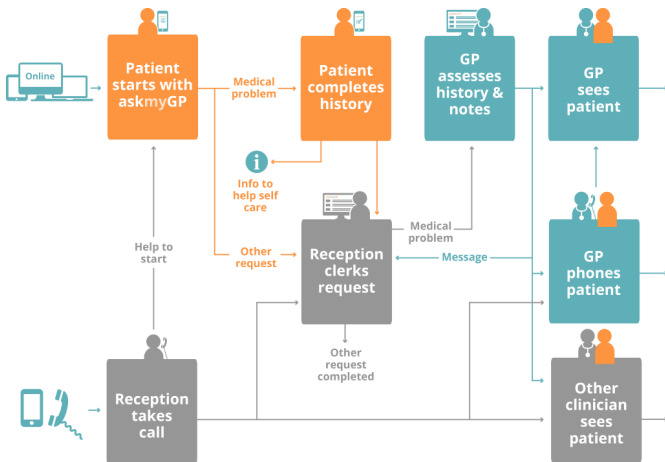 Online
Patient
starts with
askmyGP
Medical
problem
Patient
completes
history
GP
assesses
history &
notes
GP
sees
patient
Info to
help self
care
Help to
start
Other
request
Reception
clerks
request
Medical
problem
Message
GP
phones
patient
Other
request
completed
Reception
takes
call
Other
clinician
sees
patient